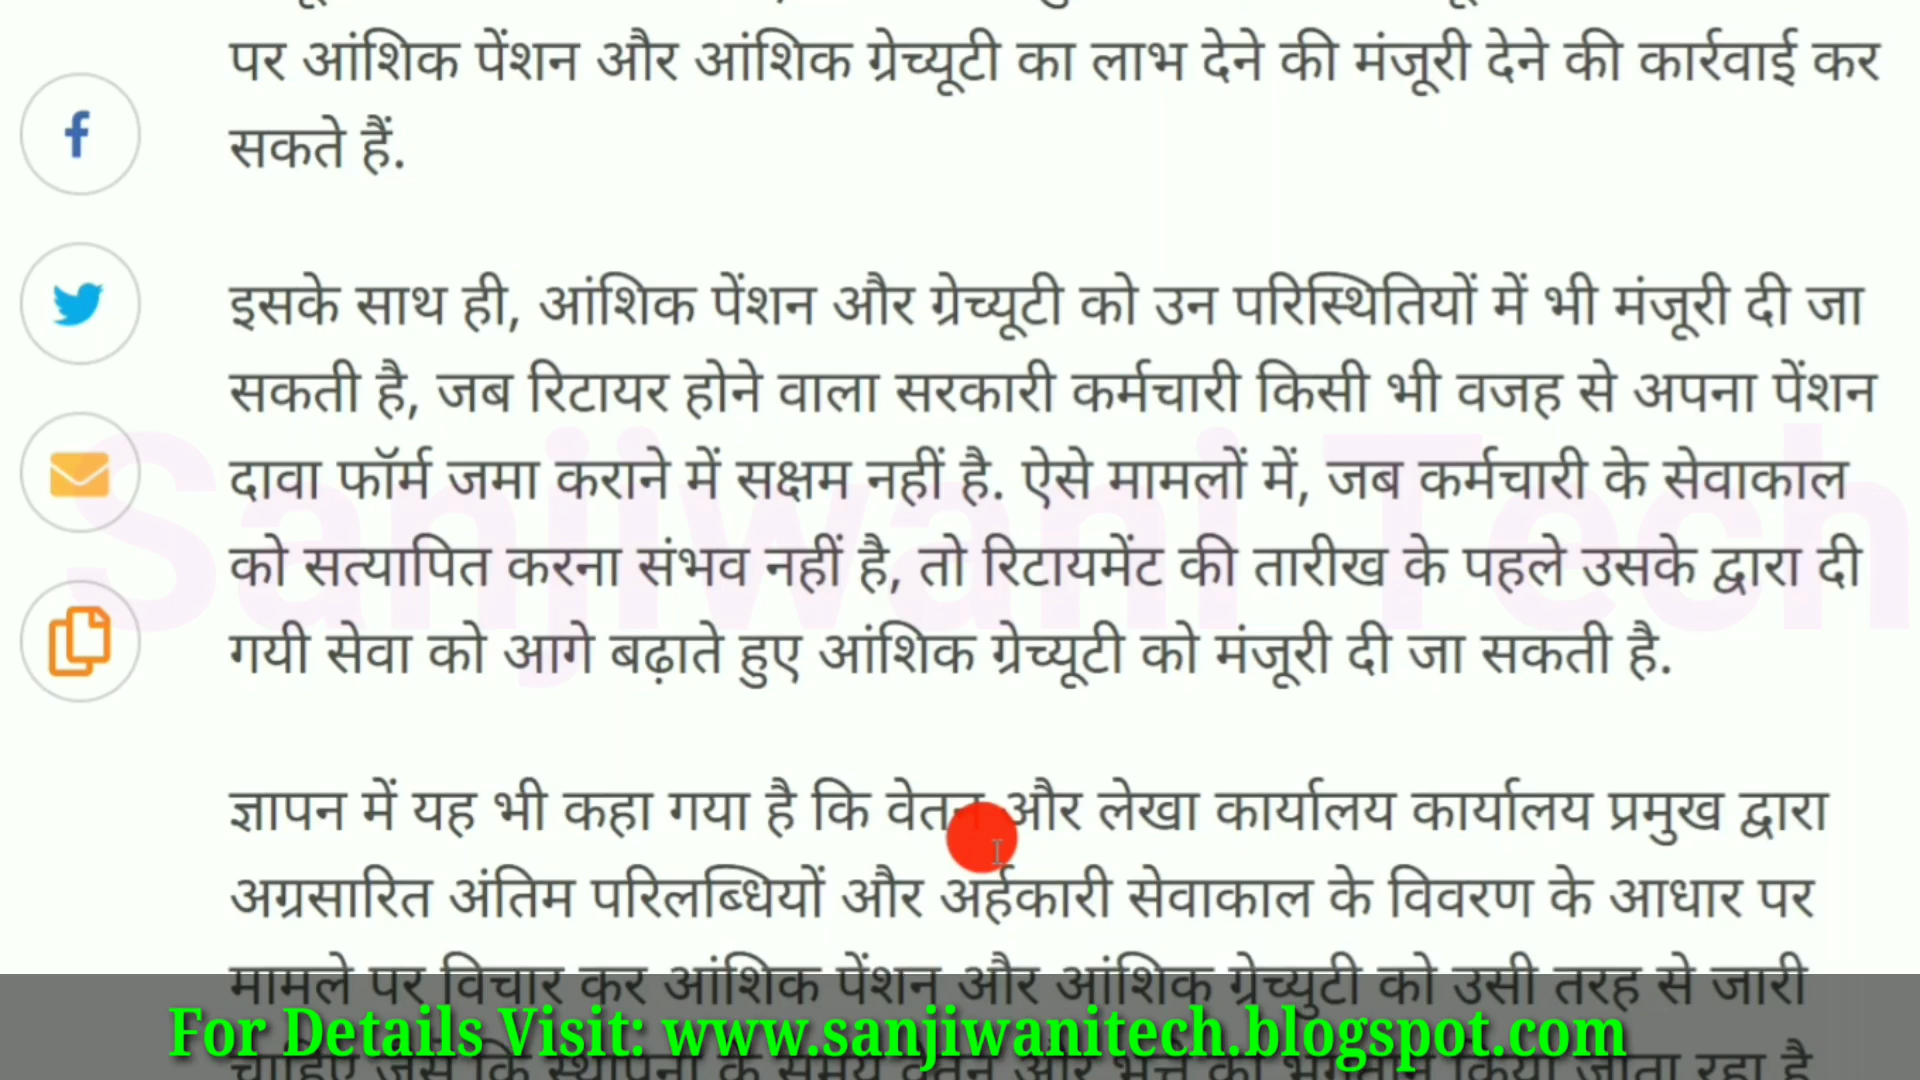 पर आंशिक पेंशन और आंशिक ग्रेच्यूटी का लाभ देने की मंजूरी देने की कार्रवाई कर
सकते हैं.
इसके साथ ही, आंशिक पेंशन और ग्रेच्यूटी को उन परिस्थितियों में भी मंजूरी दी जा
सकती है, जब रिटायर होने वाला सरकारी कर्मचारी किसी भी वजह से अपना पेंशन
दावा फॉर्म जमा कराने में सक्षम नहीं है. ऐसे मामलों में, जब कर्मचारी के सेवाकाल
को सत्यापित करना संभव नहीं है, तो रिटायमेंट की तारीख के पहले उसके द्वारा दी
गयी सेवा को आगे बढ़ाते हुए आंशिक ग्रेच्यूटी को मंजूरी दी जा सकती है.
Sanjiwani Tech
ज्ञापन में यह भी कहा गया है कि वेतन और लेखा कार्यालय कार्यालय प्रमुख द्वारा
अग्रसारित अंतिम परिलब्धियों और अर्हकारी सेवाकाल के विवरण के आधार पर
मामले पर विचार कर आंशिक पेंशन और आंशिक ग्रेच्युटी को उसी तरह से जारी
For Details Visit: www.sanjiwanitech.blogspot.com